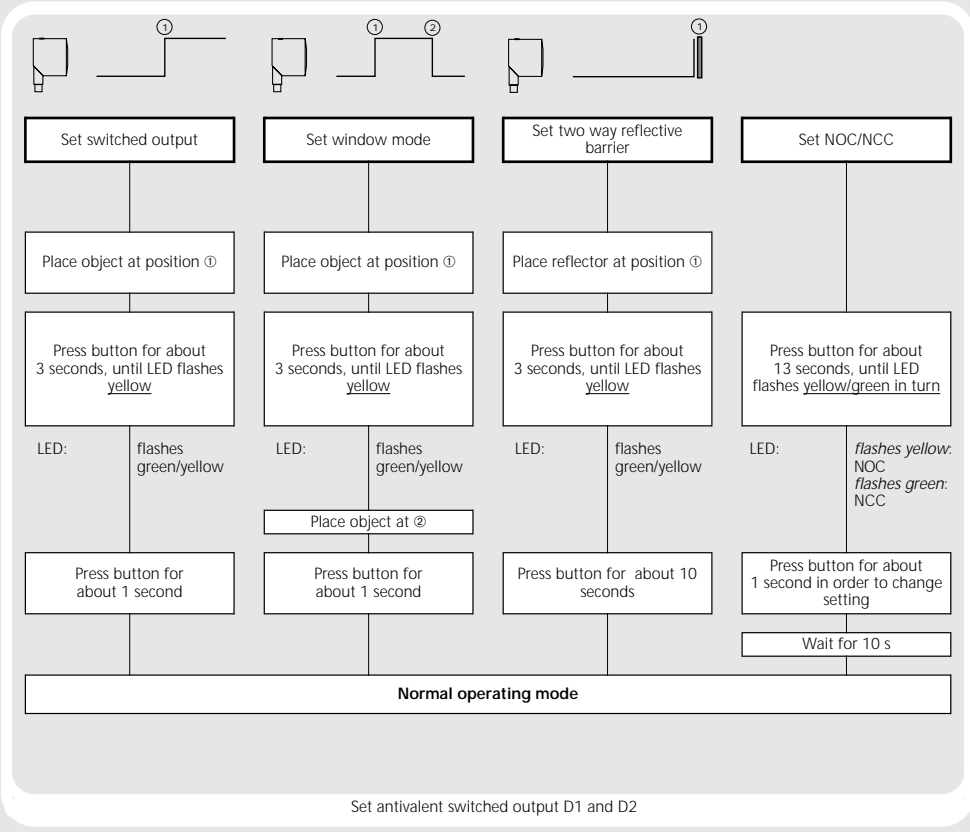 ①
① ②
①
Set switched output
Set window mode
Set two way reflective
barrier
Set NOC/NCC
Place object at position ①
Place object at position ①
Place reflector at position ①
Press button for about
3 seconds, until LED flashes
yellow
Press button for about
3 seconds, until LED flashes
yellow
Press button for about
3 seconds, until LED flashes
yellow
Press button for about
13 seconds, until LED
flashes yellow/green in turn
LED: flashes
green/yellow
LED: flashes
green/yellow
LED: flashes
green/yellow
LED: flashes yellow:
NOC
flashes green:
NCC
Place object at ②
Press button for
about 1 second
Press button for
about 1 second
Press button for about 10
seconds
Press button for about
1 second in order to change
setting
Wait for 10 s
Normal operating mode
Set antivalent switched output D1 and D2